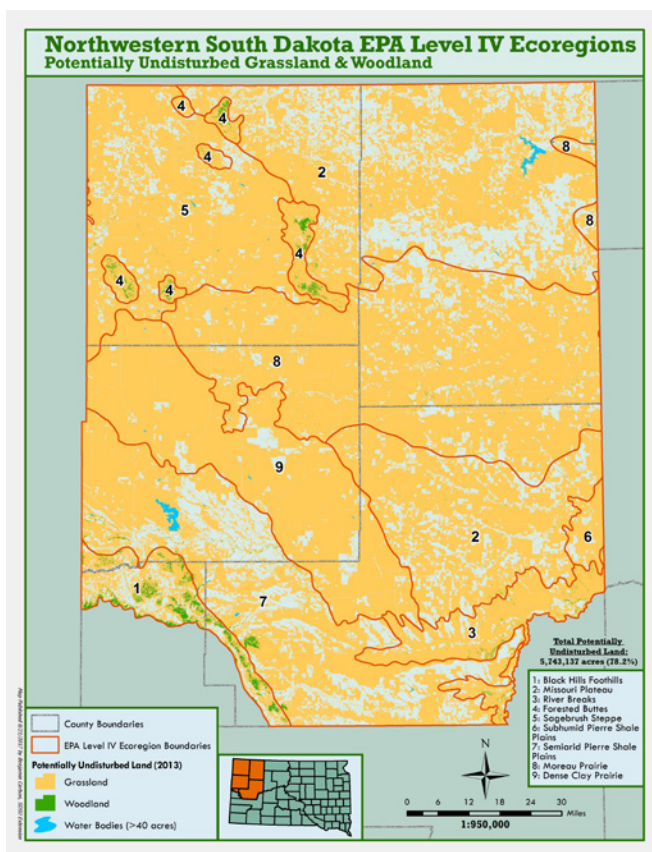 Northwestern South Dakota EPA Level IV Ecoregions
Potentially Undisturbed Grassland & Woodland
4
4
4
2
8
5
8
4
4
4
8
9
2
6
1
7
3
Total Potentially
Undisturbed Land:
5,743,137 acres (78.2%)
1: Black Hills Foothills
2: Missouri Plateau
3: River Breaks
4: Forested Buttes
5: Sagebrush Steppe
6: Subhumid Pierre Shale
Plains
7: Semiarid Pierre Shale
Plains
8: Moreau Prairie
9: Dense Clay Prairie
County Boundaries
EPA Level IV Ecoregion Boundaries
Potentially Undisturbed Land (2013)
Grassland
Woodland
Water Bodies (>40 acres)
N
0 6 12 18 24 30
Miles
1:950,000